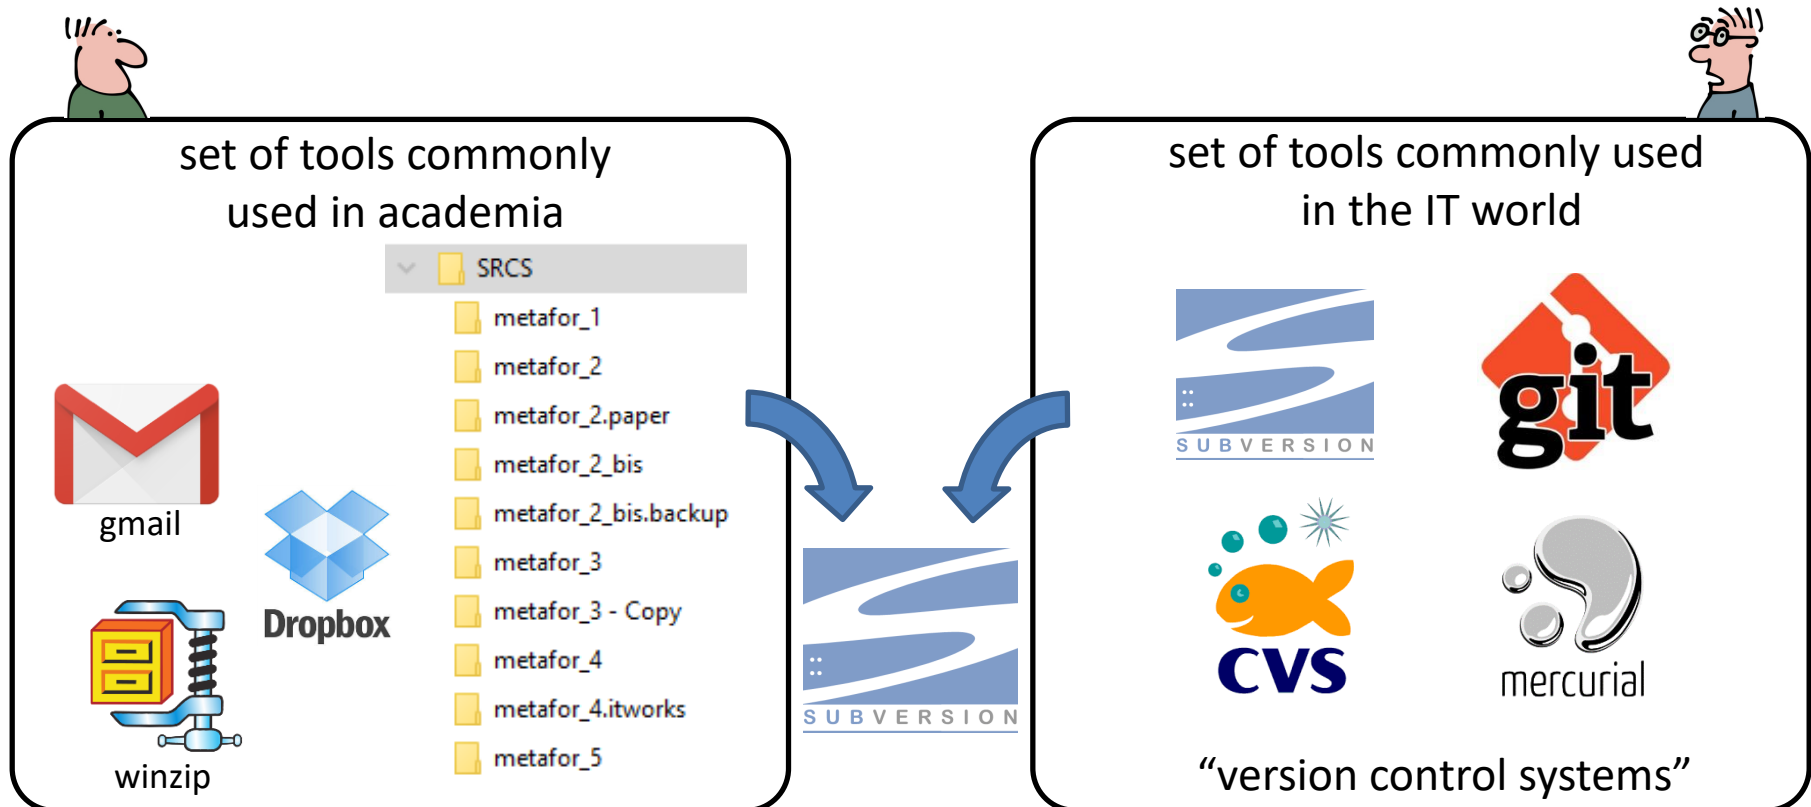 set of tools commonly
used in academia
SRCS
metafor_1
metafor_2
metafor_2.paper
metafor_2_bis
metafor_2_bis.backup
metafor_3
metafor_3 - Copy
metafor_4
metafor_4.itworks
metafor_5
gmail
Dropbox
winzip
SUBVERSION
set of tools commonly used
in the IT world
SUBVERSION
git
CVS
mercurial
“version control systems”